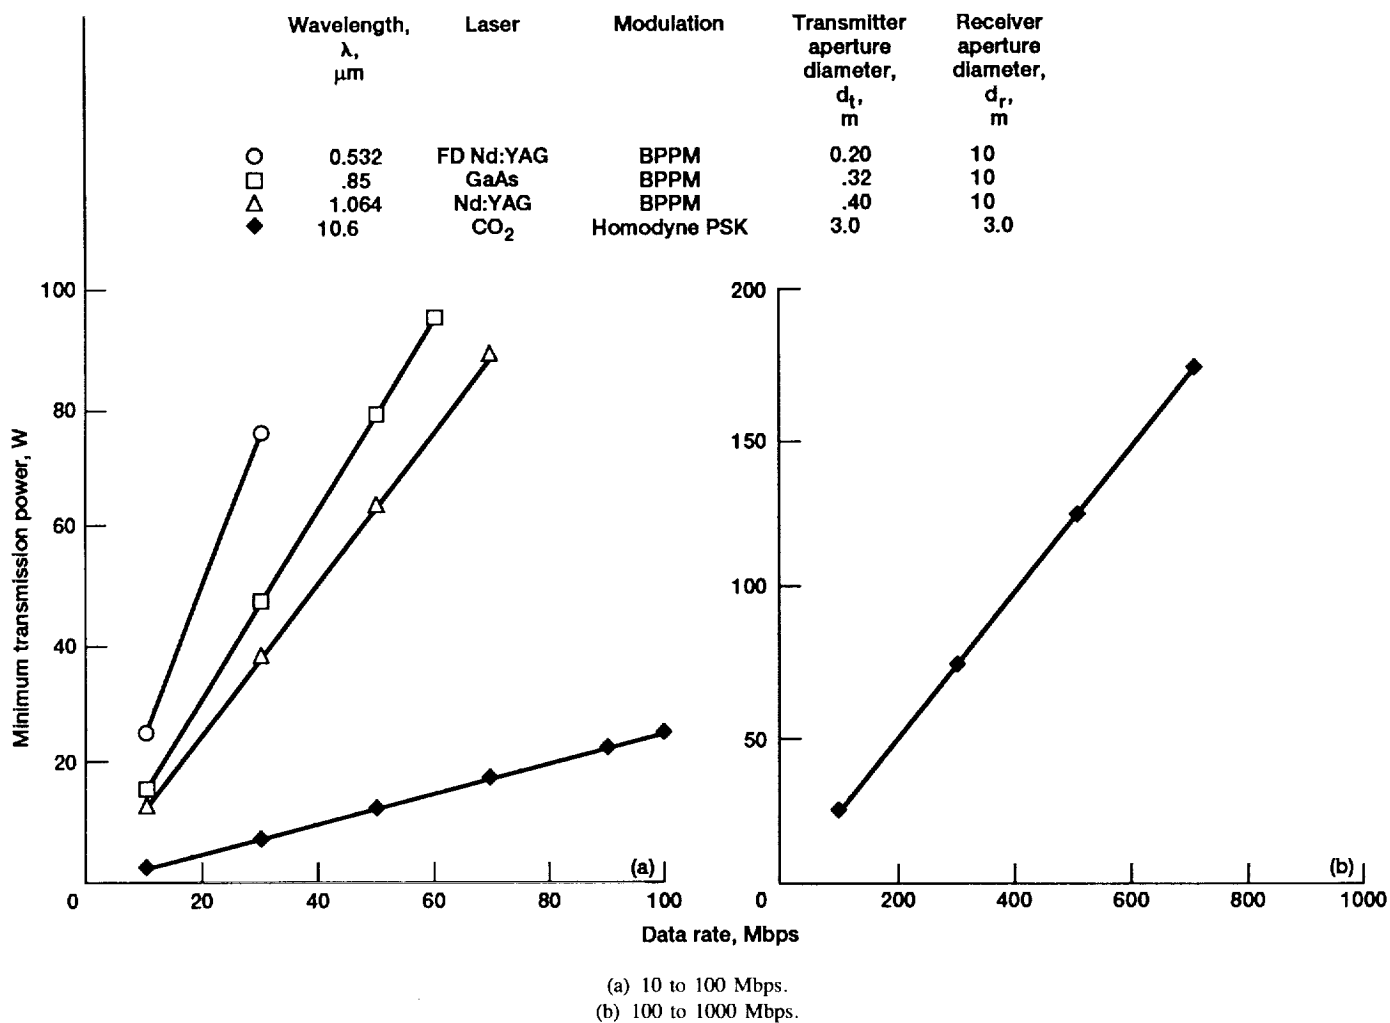 Wavelength, Laser Modulation Transmitter Receiver
λ, aperture aperture
μm diameter, diameter,
dt, dr,
m m
0.532 FD Nd:YAG BPPM 0.20 10
.85 GaAs BPPM .32 10
1.064 Nd:YAG BPPM .40 10
10.6 CO2 Homodyne PSK 3.0 3.0
Minimum transmission power, W
100
80
60
40
20
0 20 40 60 80 100
(a)
200
150
100
50
0 200 400 600 800 1000
(b)
Data rate, Mbps
(a) 10 to 100 Mbps.
(b) 100 to 1000 Mbps.